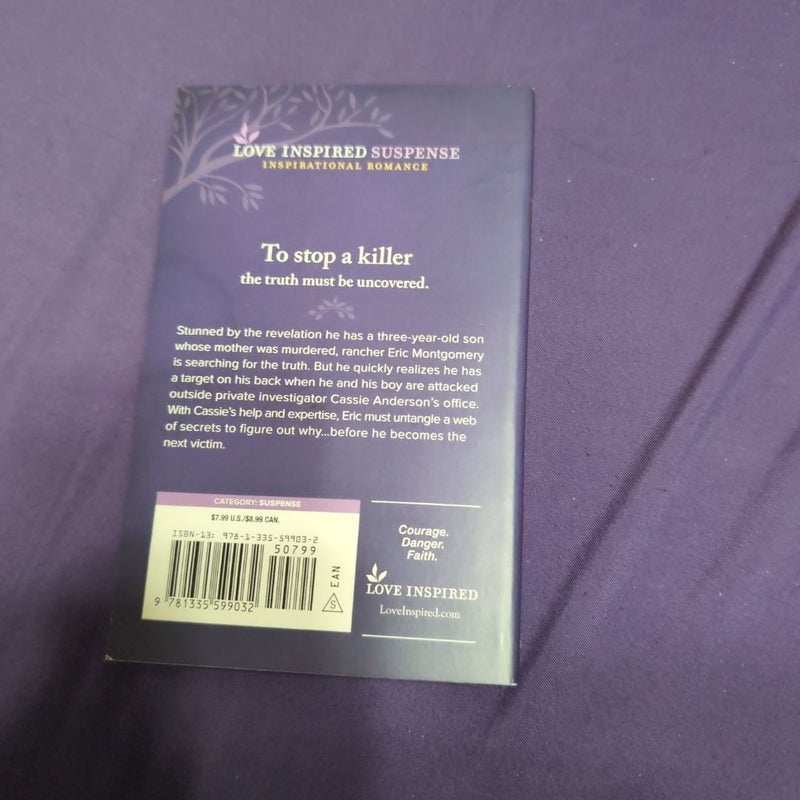 LOVE INSPIRED SUSPENSE
INSPIRATIONAL ROMANCE
To stop a killer
the truth must be uncovered.
Stunned by the revelation he has a three-year-old son
whose mother was murdered, rancher Eric Montgomery
is searching for the truth. But he quickly realizes he has
a target on his back when he and his boy are attacked
outside private investigator Cassie Anderson's office.
With Cassie's help and expertise, Eric must untangle a web
of secrets to figure out why...before he becomes the
next victim.
CATEGORY: SUSPENSE
$7.99 U.S./$8.99 CAN.
ISBN-13: 978-1-335-59903-2
50799
9 781335 599032
S
EAN
Courage.
Danger.
Faith.
LOVE INSPIRED
LoveInspired.com